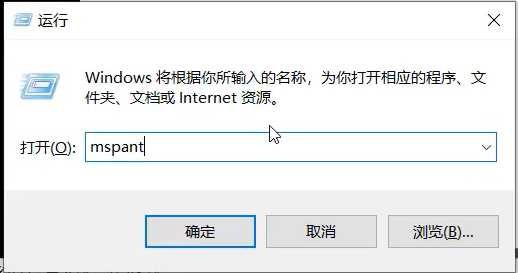 运行
Windows 将根据你所输入的名称，为你打开相应的程序、文
件夹、文档或 Internet 资源。
打开(O): mspant
确定 取消 浏览(B)...